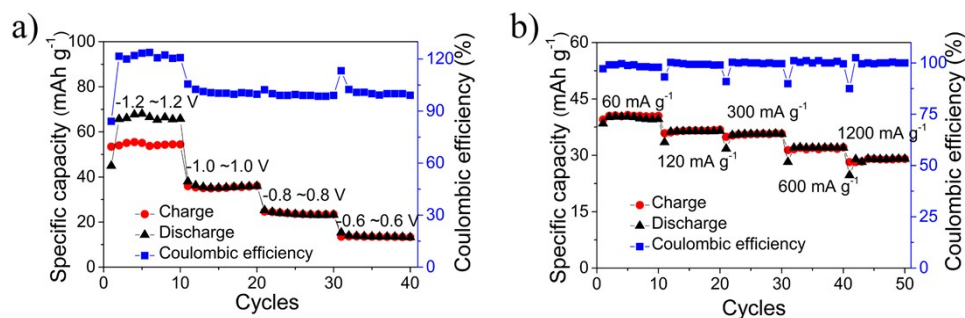 a)
Specific capacity (mAh g⁻¹)
100
80
60
40
20
0
-1.2 ~1.2 V
-1.0 ~1.0 V
-0.8 ~0.8 V
-0.6 ~0.6 V
Charge
Discharge
Coulombic efficiency
120
90
60
30
0
Coulombic efficiency (%)
0 10 20 30 40
Cycles
b)
Specific capacity (mAh g⁻¹)
60
45
30
15
0
60 mA g⁻¹
120 mA g⁻¹
300 mA g⁻¹
600 mA g⁻¹
1200 mA g⁻¹
Charge
Discharge
Coulombic efficiency
100
75
50
25
0
Coulombic efficiency (%)
0 10 20 30 40 50
Cycles